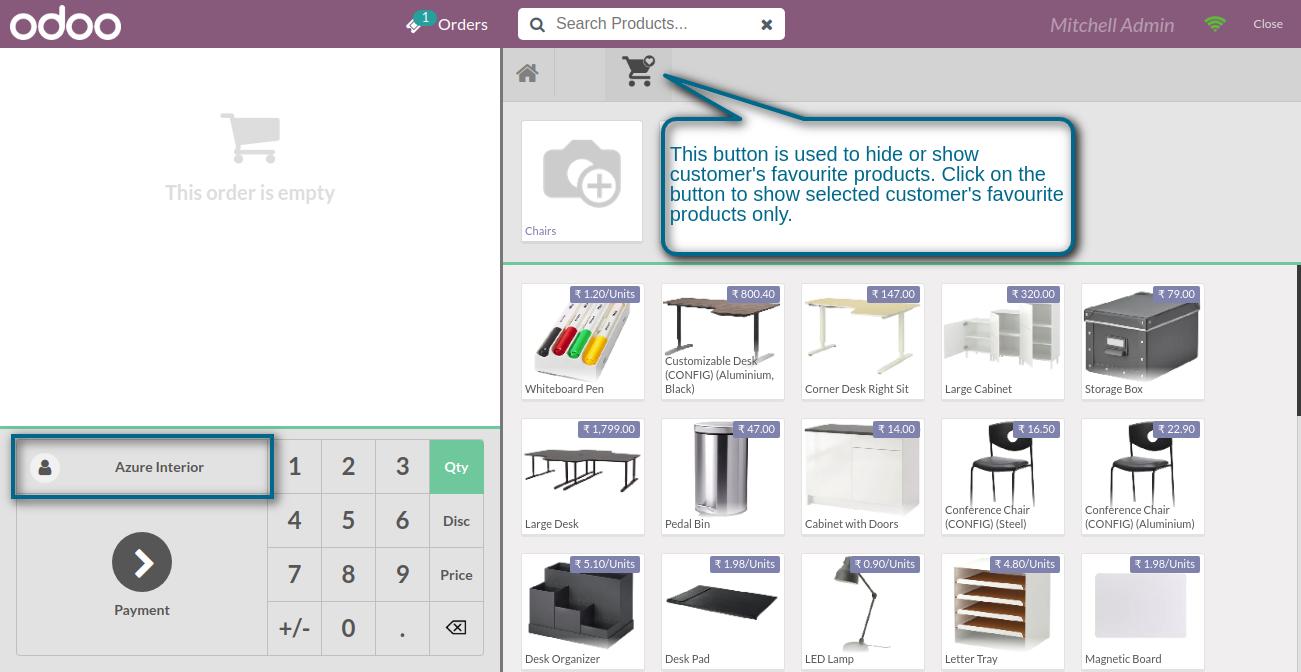 odoo
1
Orders
Search Products...
Mitchell Admin
Close
This order is empty
This button is used to hide or show
customer's favourite products. Click on the
button to show selected customer's favourite
products only.
Chairs
₹ 1.20/Units
Whiteboard Pen
₹ 800.40
Customizable Desk
(CONFIG) (Aluminium,
Black)
₹ 147.00
Corner Desk Right Sit
₹ 320.00
Large Cabinet
₹ 79.00
Storage Box
₹ 1,799.00
Large Desk
₹ 47.00
Pedal Bin
₹ 14.00
Cabinet with Doors
₹ 16.50
Conference Chair
(CONFIG) (Steel)
₹ 22.90
Conference Chair
(CONFIG) (Aluminium)
₹ 5.10/Units
Desk Organizer
₹ 1.98/Units
Desk Pad
₹ 0.90/Units
LED Lamp
₹ 4.80/Units
Letter Tray
₹ 1.98/Units
Magnetic Board
Azure Interior
Payment
1 2 3 Qty
4 5 6 Disc
7 8 9 Price
+/- 0 .